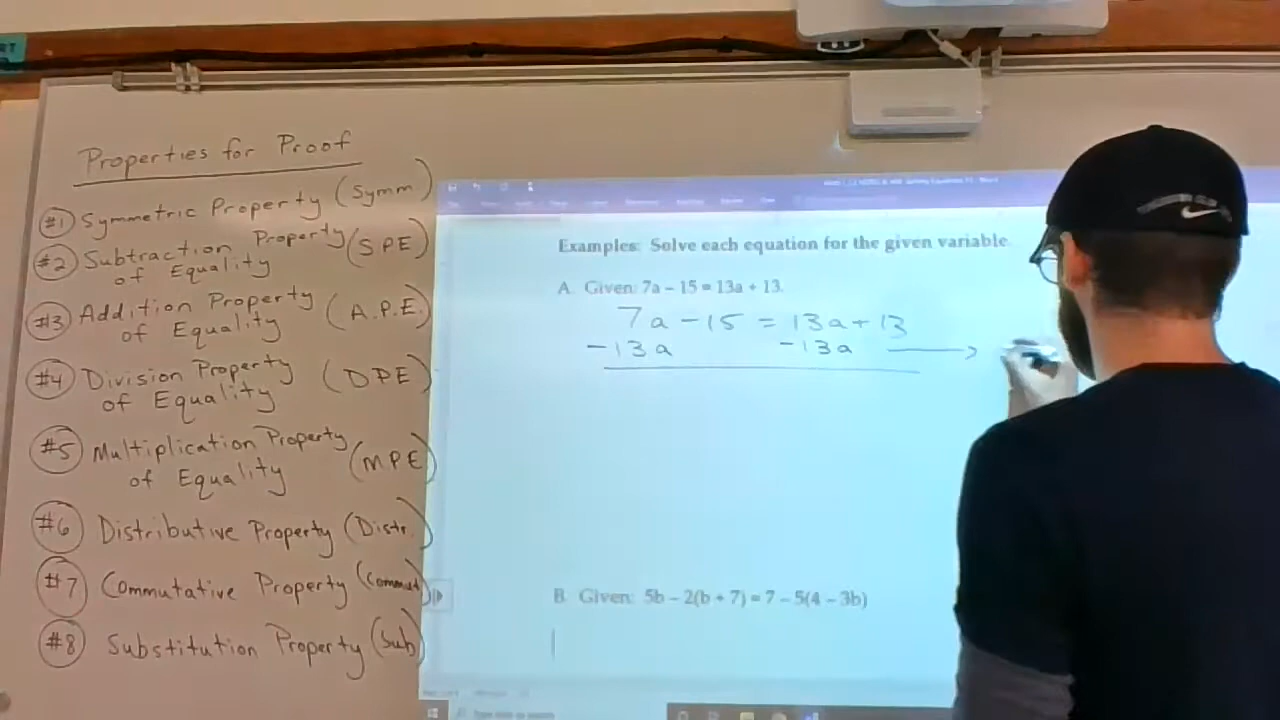 Properties for Proof
#1 Symmetric Property (Symm)
#2 Subtraction Property
of Equality (SPE)
#3 Addition Property
of Equality (A.P.E.)
#4 Division Property
of Equality (DPE)
#5 Multiplication Property
of Equality (MPE)
#6 Distributive Property (Distr.)
#7 Commutative Property (Commut)
#8 Substitution Property (Sub)
Examples: Solve each equation for the given variable.
A. Given: 7a – 15 = 13a + 13.
7a - 15 = 13a + 13
-13a -13a
B. Given: 5b – 2(b + 7) = 7 – 5(4 – 3b)